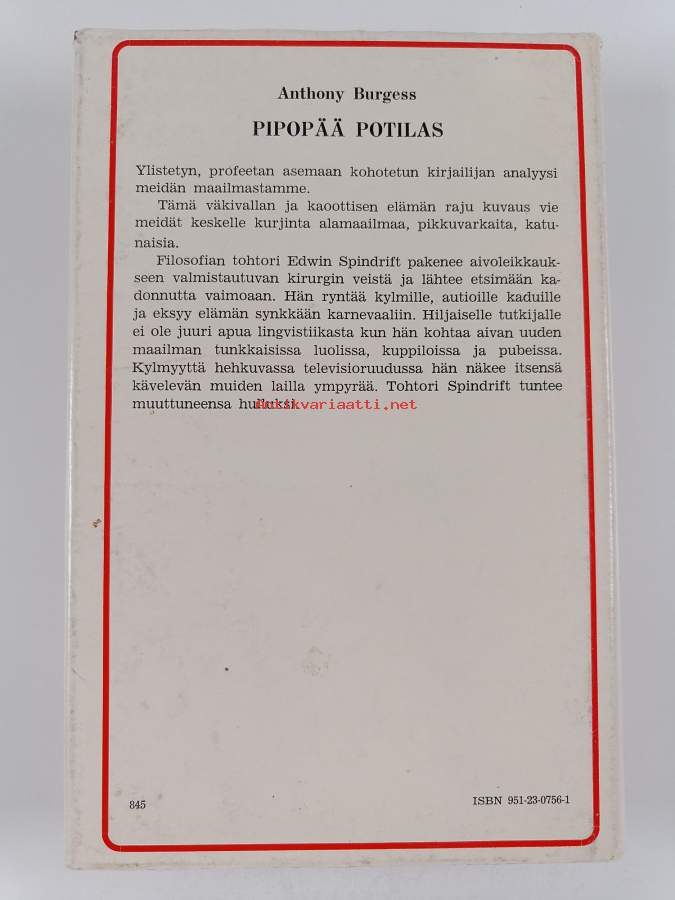 Anthony Burgess
PIPOPÄÄ POTILAS
Ylistetyn, profeetan asemaan kohotetun kirjailijan analyysi
meidän maailmastamme.
Tämä väkivallan ja kaoottisen elämän raju kuvaus vie
meidät keskelle kurjinta alamaailmaa, pikkuvarkaita, katu-
naisia.
Filosofian tohtori Edwin Spindrift pakenee aivoleikkauk-
seen valmistautuvan kirurgin veistä ja lähtee etsimään ka-
donnutta vaimoaan. Hän ryntää kylmille, autioille kaduille
ja eksyy elämän synkkään karnevaaliin. Hiljaiselle tutkijalle
ei ole juuri apua lingvistiikasta kun hän kohtaa aivan uuden
maailman tunkkaisissa luolissa, kuppiloissa ja pubeissa.
Kylmyyttä hehkuvassa televisioruudussa hän näkee itsensä
kävelevän muiden lailla ympyrää. Tohtori Spindrift tuntee
muuttuneensa hulluksi.
Antikvariaatti.net
845
ISBN 951-23-0756-1